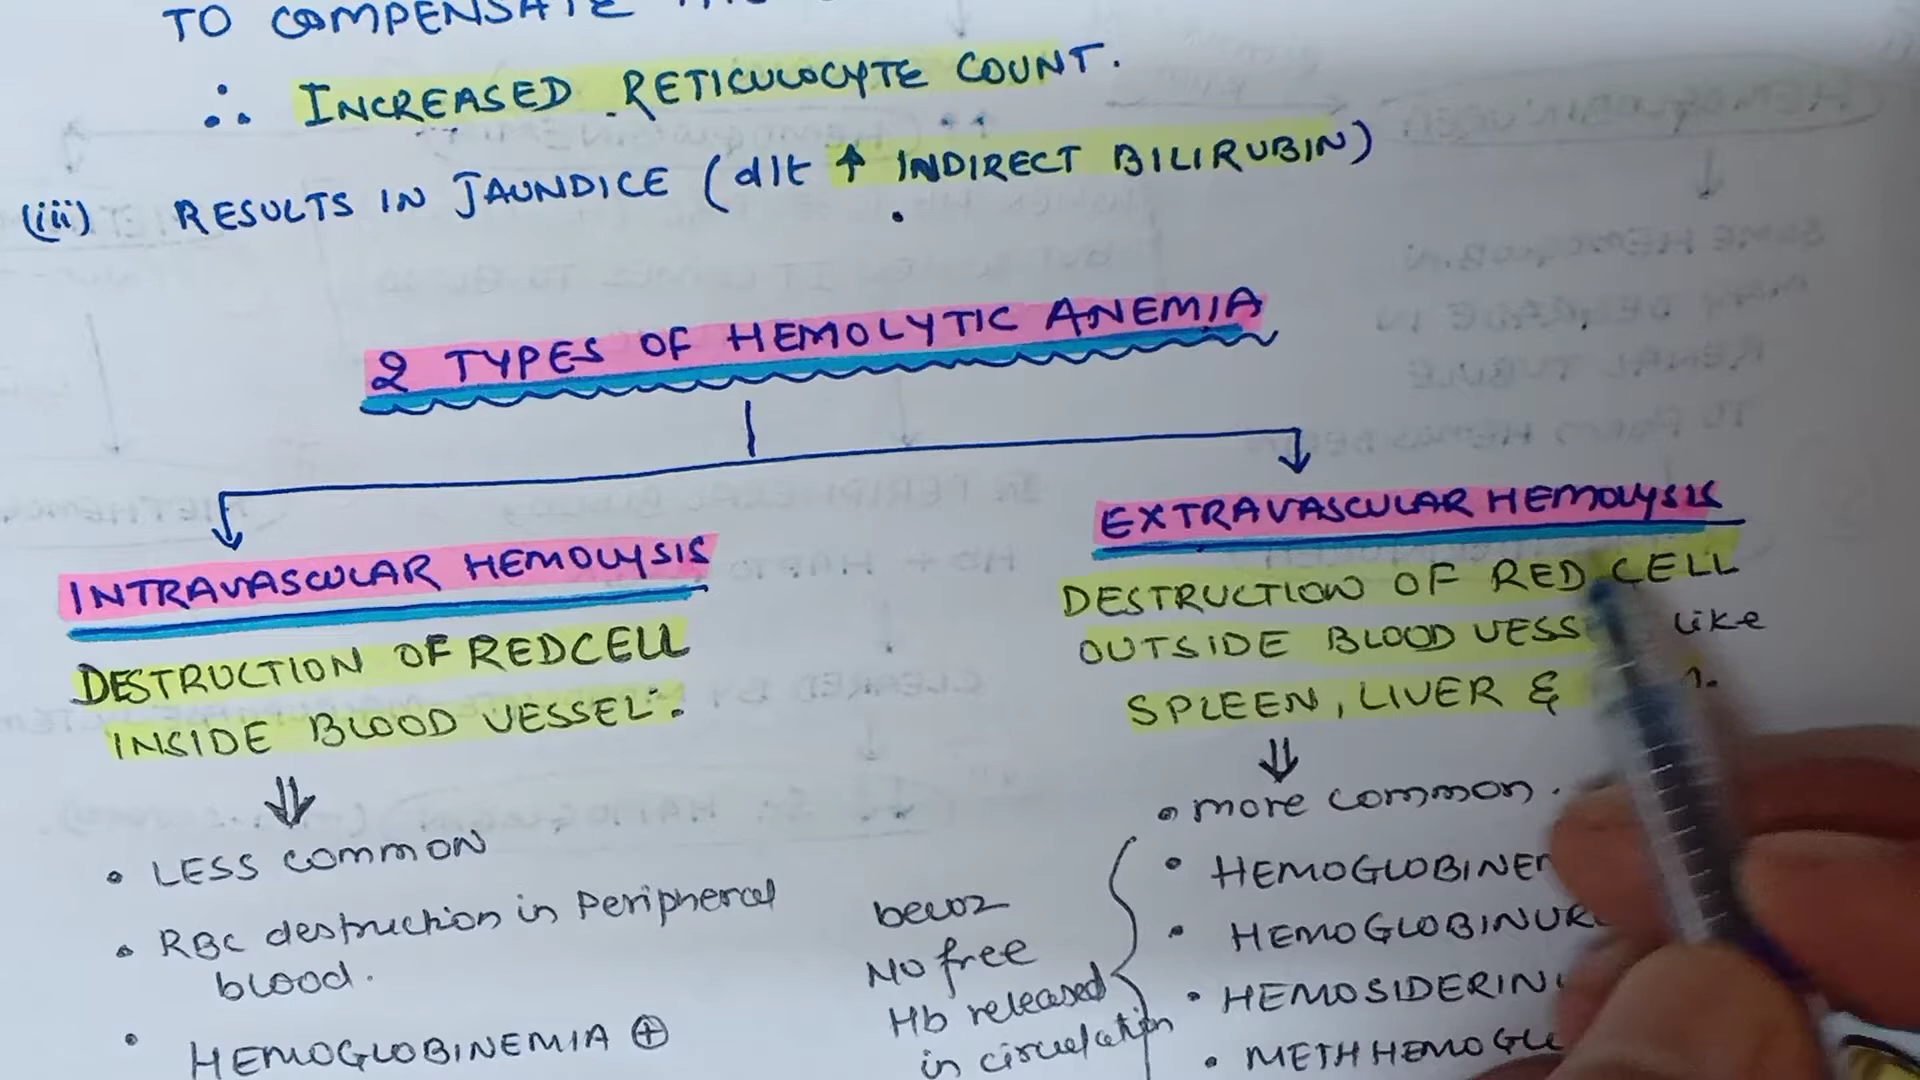 TO COMPENSATE
∴ INCREASED RETICULOCYTE COUNT.
(iii) RESULTS IN JAUNDICE (d/t ↑ INDIRECT BILIRUBIN)
2 TYPES OF HEMOLYTIC ANEMIA
INTRAVASCULAR HEMOLYSIS
DESTRUCTION OF REDCELL
INSIDE BLOOD VESSEL.
⇓
• LESS COMMON
• RBC destruction in Peripheral
blood.
• HEMOGLOBINEMIA ⊕
EXTRAVASCULAR HEMOLYSIS
DESTRUCTION OF RED CELL
OUTSIDE BLOOD VESS like
SPLEEN, LIVER &
⇓
• more common.
• HEMOGLOBINE
• HEMOGLOBINUR
• HEMOSIDERIN
• METHHEMOGL
becoz
No free
Hb released
in circulation